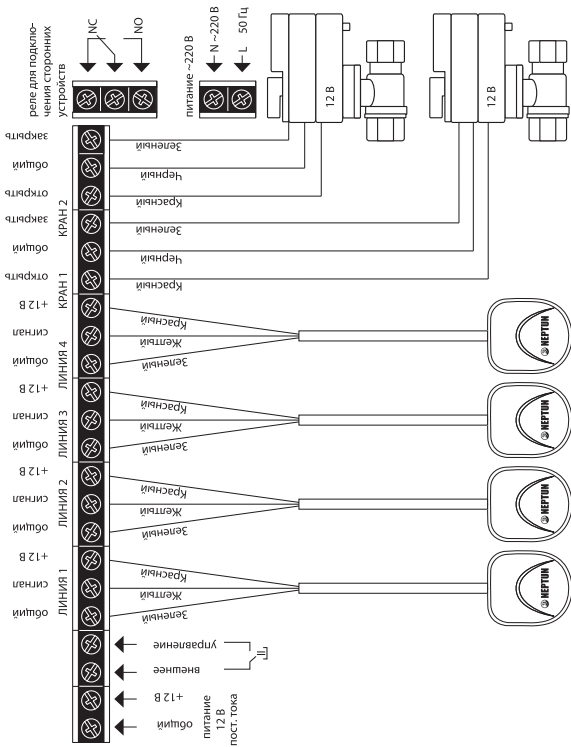 реле для подклю-
чения сторонних
устройств
NC
NO
питание ~220 В
N ~220 В
L 50 Гц
12 В
12 В
закрыть
общий
открыть
КРАН 2
закрыть
общий
открыть
КРАН 1
Зеленый
Черный
Красный
Зеленый
Черный
Красный
+12 В
сигнал
общий
ЛИНИЯ 4
Красный
Желтый
Зеленый
NEPTUN
+12 В
сигнал
общий
ЛИНИЯ 3
Красный
Желтый
Зеленый
NEPTUN
+12 В
сигнал
общий
ЛИНИЯ 2
Красный
Желтый
Зеленый
NEPTUN
+12 В
сигнал
общий
ЛИНИЯ 1
Красный
Желтый
Зеленый
NEPTUN
управление
внешнее
+12 В
общий
питание
12 В
пост. тока